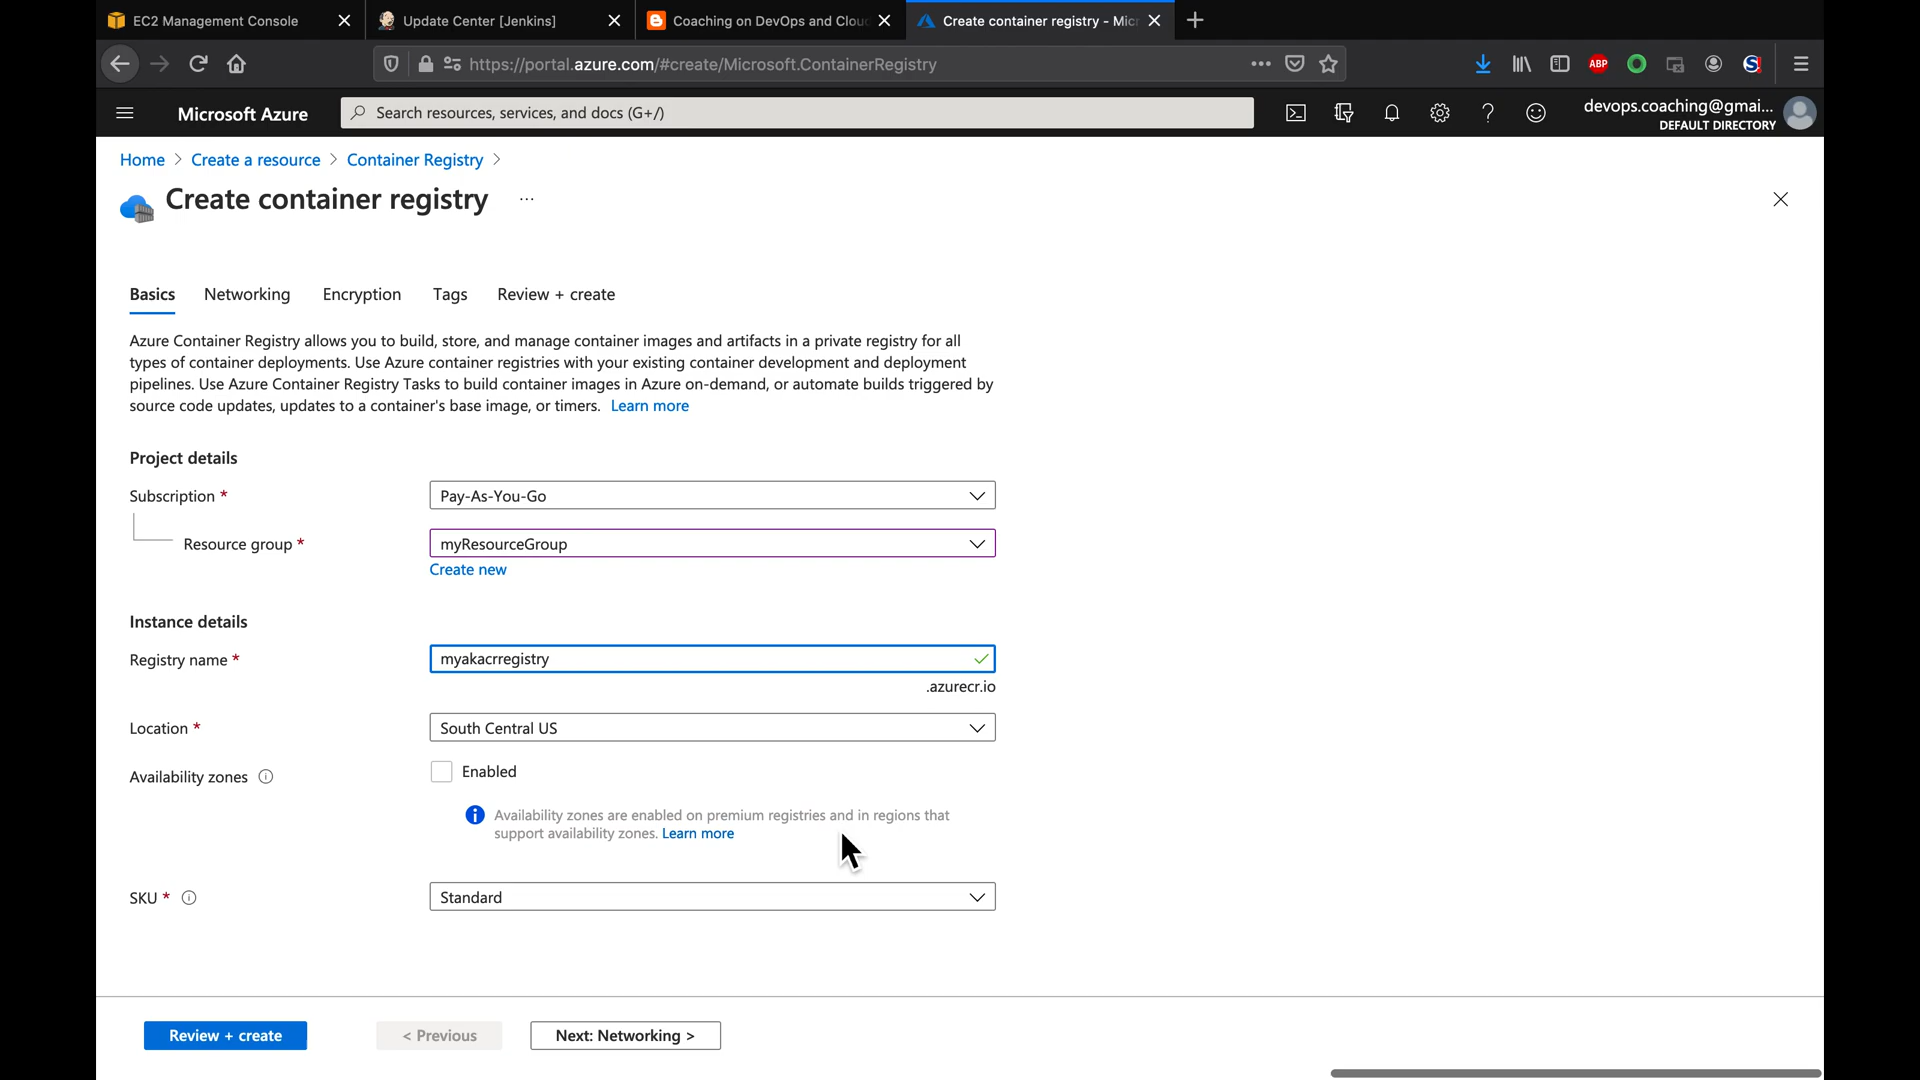 EC2 Management Console
Update Center [Jenkins]
Coaching on DevOps and Clou
Create container registry - Mic
https://portal.azure.com/#create/Microsoft.ContainerRegistry
ABP
Microsoft Azure
Search resources, services, and docs (G+/)
devops.coaching@gmai...
DEFAULT DIRECTORY
Home > Create a resource > Container Registry >
Create container registry ...
Basics Networking Encryption Tags Review + create
Azure Container Registry allows you to build, store, and manage container images and artifacts in a private registry for all
types of container deployments. Use Azure container registries with your existing container development and deployment
pipelines. Use Azure Container Registry Tasks to build container images in Azure on-demand, or automate builds triggered by
source code updates, updates to a container's base image, or timers. Learn more
Project details
Subscription *
Pay-As-You-Go
Resource group *
myResourceGroup
Create new
Instance details
Registry name *
myakacrregistry
.azurecr.io
Location *
South Central US
Availability zones
Enabled
Availability zones are enabled on premium registries and in regions that
support availability zones. Learn more
SKU *
Standard
Review + create
< Previous
Next: Networking >